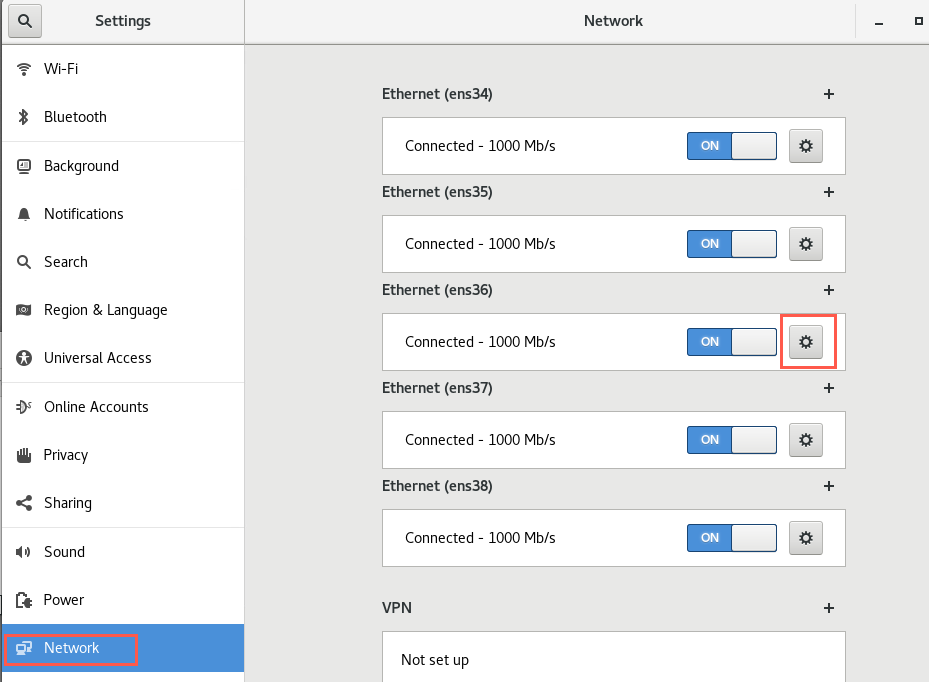 Settings
Network
Wi-Fi
Bluetooth
Background
Notifications
Search
Region & Language
Universal Access
Online Accounts
Privacy
Sharing
Sound
Power
Network
Ethernet (ens34)
Connected - 1000 Mb/s ON
Ethernet (ens35)
Connected - 1000 Mb/s ON
Ethernet (ens36)
Connected - 1000 Mb/s ON
Ethernet (ens37)
Connected - 1000 Mb/s ON
Ethernet (ens38)
Connected - 1000 Mb/s ON
VPN
Not set up